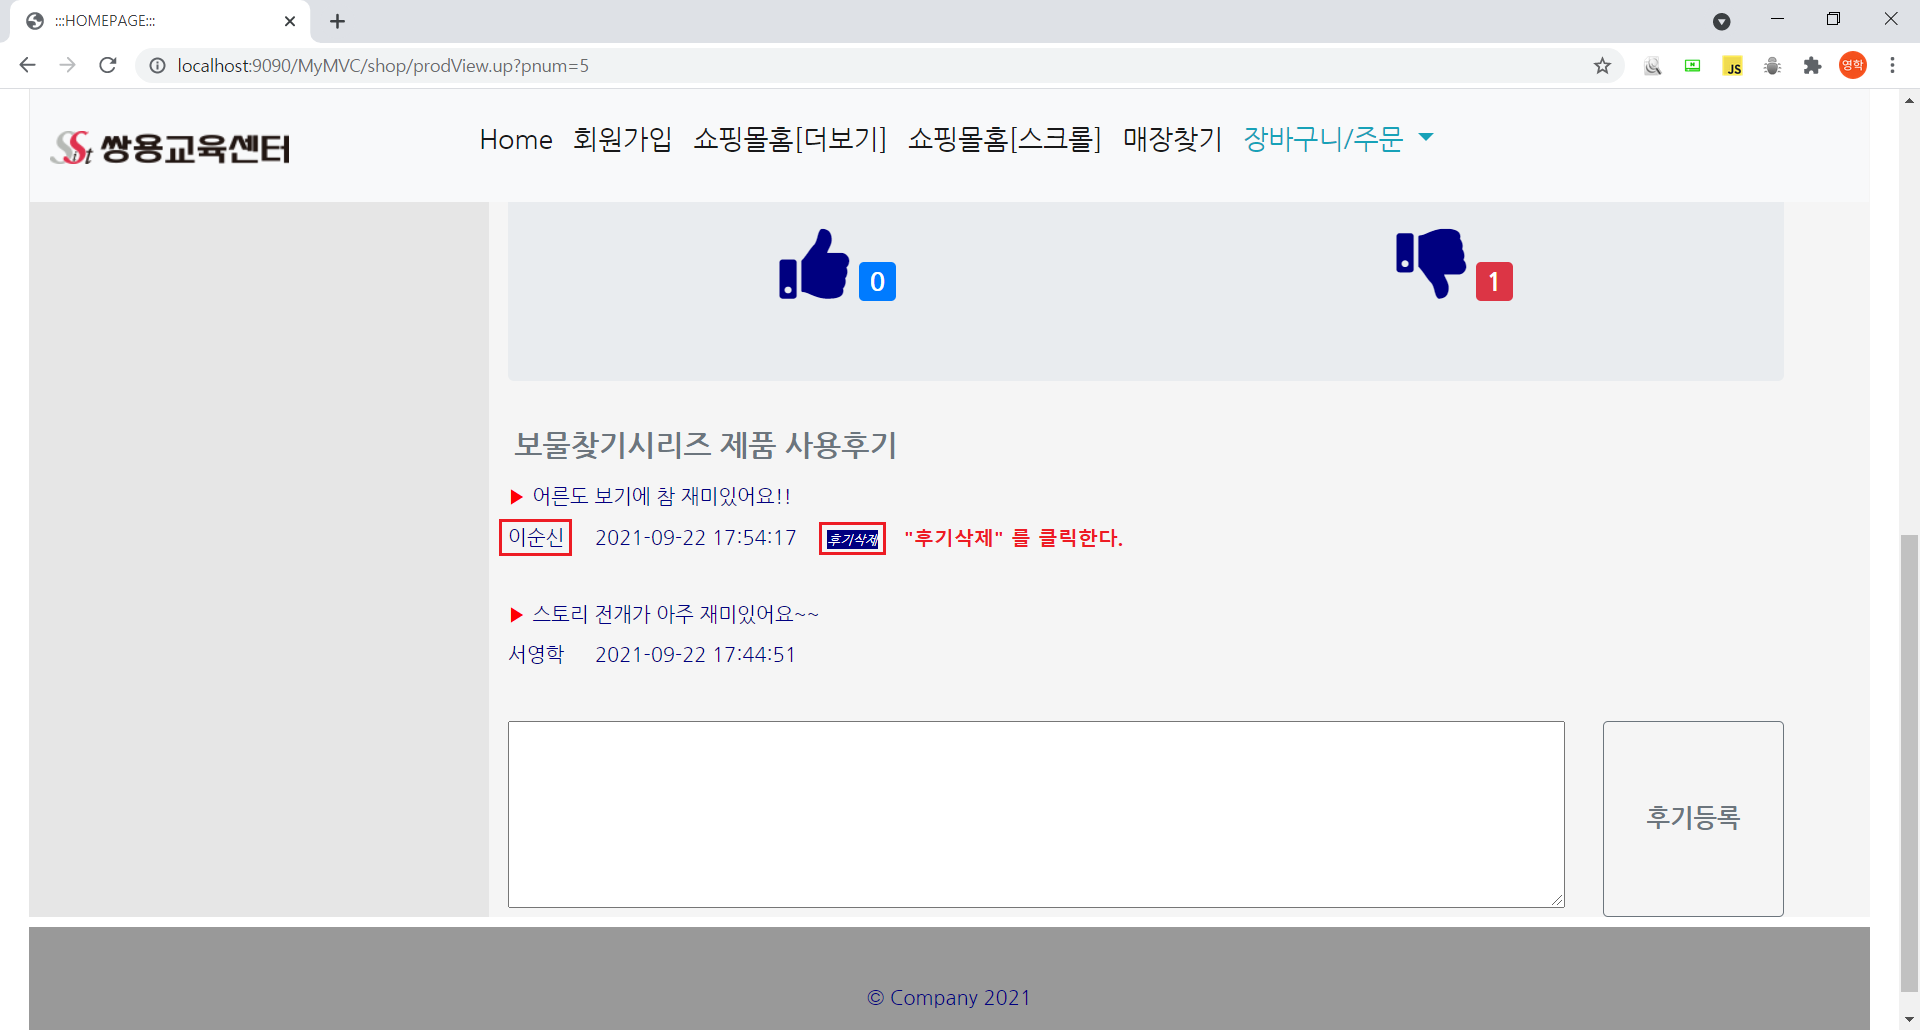 :::HOMEPAGE:::
localhost:9090/MyMVC/shop/prodView.up?pnum=5
JS
영학
SSit 쌍용교육센터
Home 회원가입 쇼핑몰홈[더보기] 쇼핑몰홈[스크롤] 매장찾기 장바구니/주문
0
1
보물찾기시리즈 제품 사용후기
▶ 어른도 보기에 참 재미있어요!!
이순신 2021-09-22 17:54:17 후기삭제 "후기삭제" 를 클릭한다.
▶ 스토리 전개가 아주 재미있어요~~
서영학 2021-09-22 17:44:51
후기등록
© Company 2021